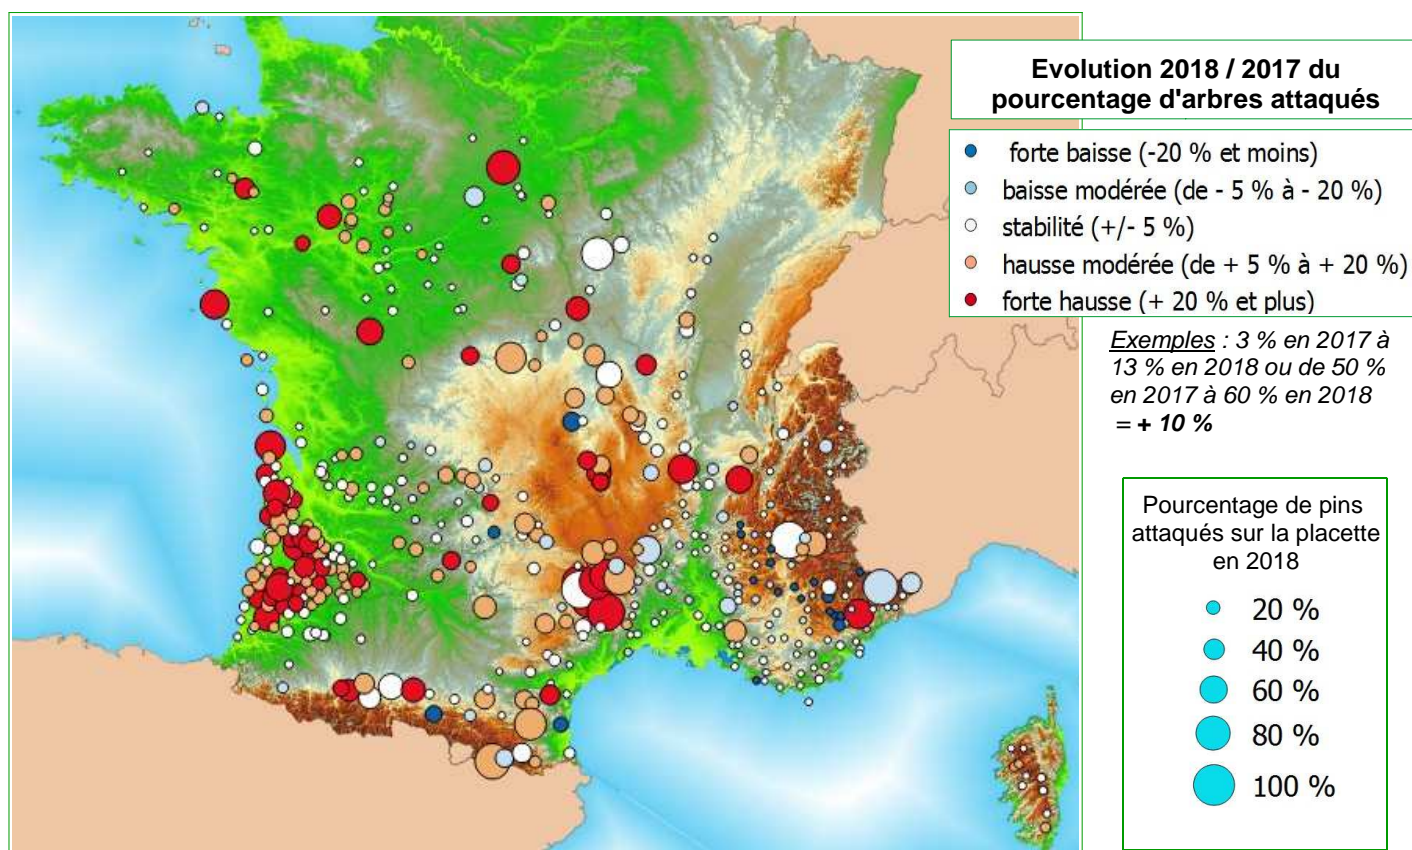 Evolution 2018 / 2017 du
pourcentage d'arbres attaqués
forte baisse (-20 % et moins)
baisse modérée (de - 5 % à - 20 %)
stabilité (+/- 5 %)
hausse modérée (de + 5 % à + 20 %)
forte hausse (+ 20 % et plus)
Exemples : 3 % en 2017 à
13 % en 2018 ou de 50 %
en 2017 à 60 % en 2018
= + 10 %
Pourcentage de pins
attaqués sur la placette
en 2018
20 %
40 %
60 %
80 %
100 %